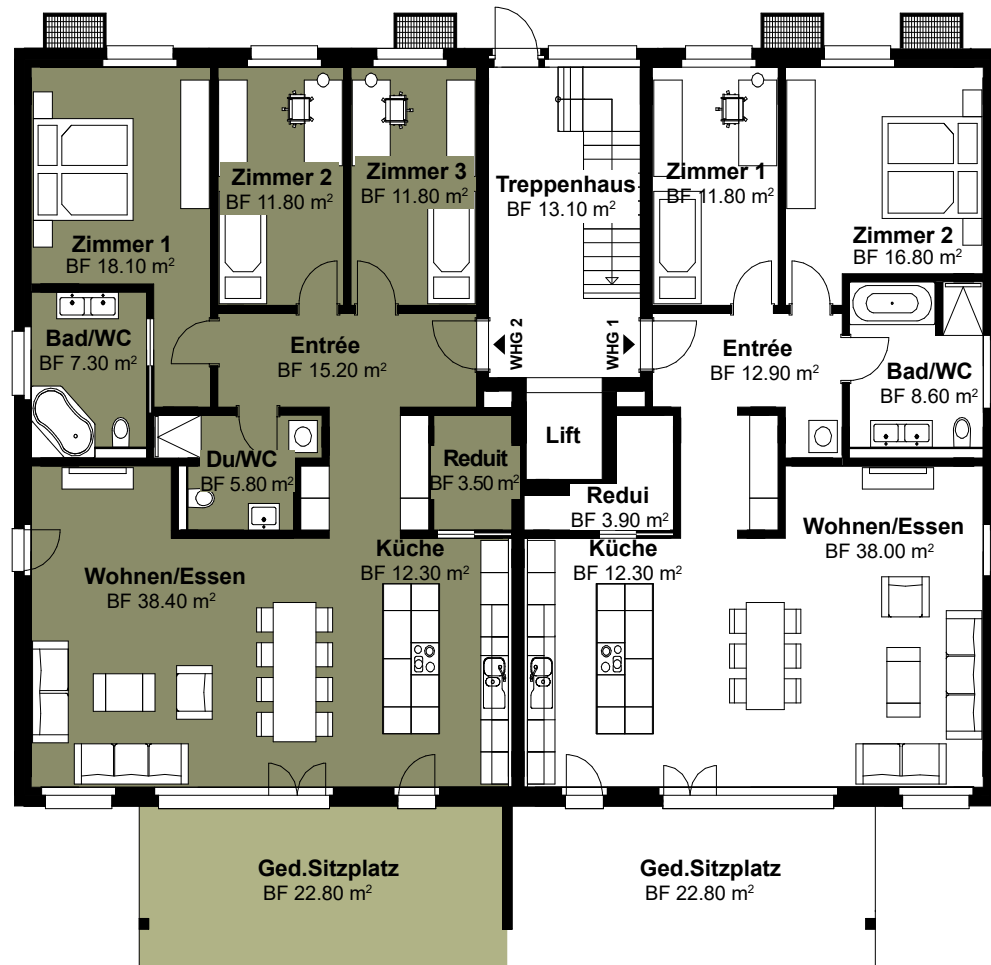 Zimmer 1
BF 18.10 m²
Zimmer 2
BF 11.80 m²
Zimmer 3
BF 11.80 m²
Treppenhaus
BF 13.10 m²
Zimmer 1
BF 11.80 m²
Zimmer 2
BF 16.80 m²
Bad/WC
BF 7.30 m²
Entrée
BF 15.20 m²
WHG 2
WHG 1
Entrée
BF 12.90 m²
Bad/WC
BF 8.60 m²
Du/WC
BF 5.80 m²
Reduit
BF 3.50 m²
Lift
Redui
BF 3.90 m²
Wohnen/Essen
BF 38.40 m²
Küche
BF 12.30 m²
Küche
BF 12.30 m²
Wohnen/Essen
BF 38.00 m²
Ged.Sitzplatz
BF 22.80 m²
Ged.Sitzplatz
BF 22.80 m²